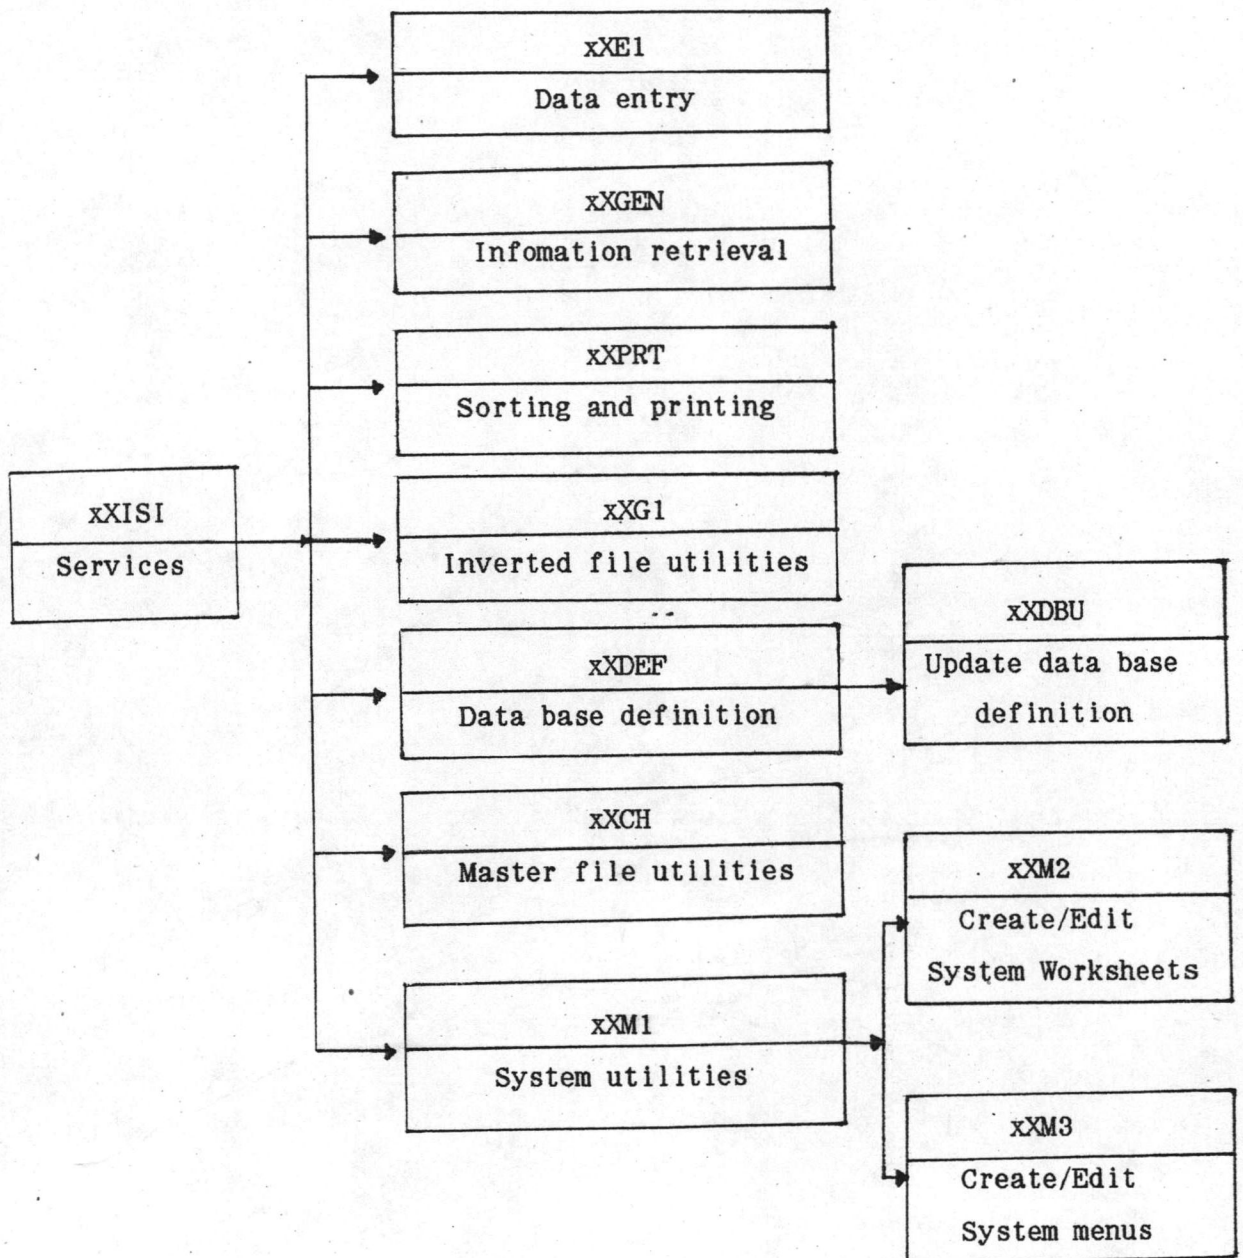 xXE1
Data entry
xXGEN
Infomation retrieval
xXPRT
Sorting and printing
xXISI
Services
xXG1
Inverted file utilities
xXDEF
Data base definition
xXDBU
Update data base
definition
xXCH
Master file utilities
xXM2
Create/Edit
System Worksheets
xXM1
System utilities
xXM3
Create/Edit
System menus